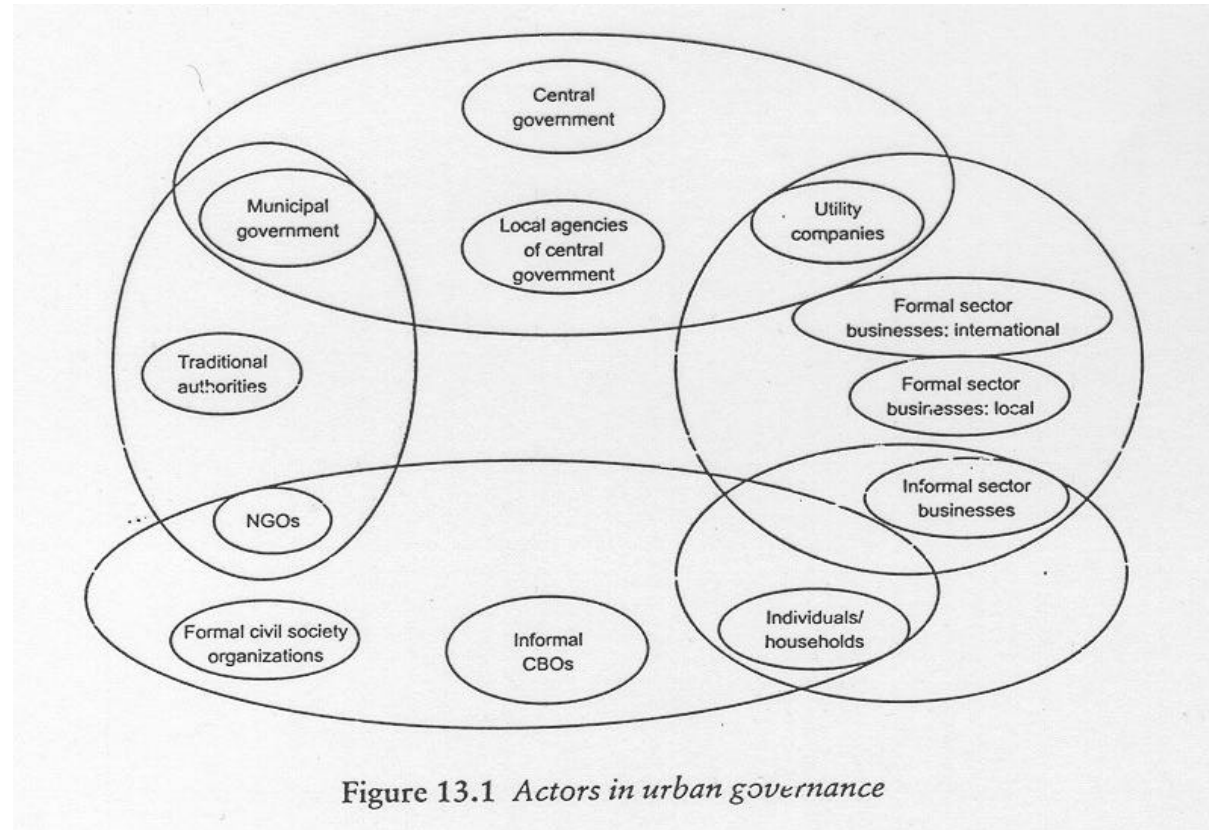 Central
government
Municipal
government
Local agencies
of central
government
Utility
companies
Formal sector
businesses: international
Traditional
authorities
Formal sector
businesses: local
Informal sector
businesses
NGOs
Formal civil society
organizations
Informal
CBOs
Individuals/
households
Figure 13.1 Actors in urban governance